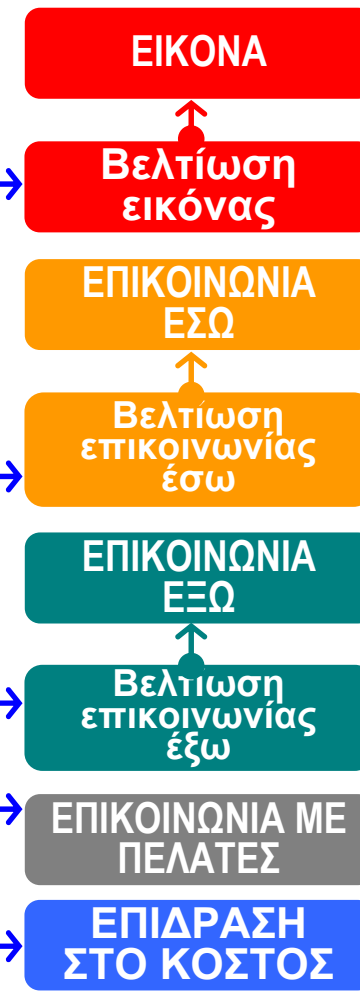 ΕΙΚΟΝΑ
Βελτίωση
εικόνας
ΕΠΙΚΟΙΝΩΝΙΑ
ΕΣΩ
Βελτίωση
επικοινωνίας
έσω
ΕΠΙΚΟΙΝΩΝΙΑ
ΕΞΩ
Βελτίωση
επικοινωνίας
έξω
ΕΠΙΚΟΙΝΩΝΙΑ ΜΕ
ΠΕΛΑΤΕΣ
ΕΠΙΔΡΑΣΗ
ΣΤΟ ΚΟΣΤΟΣ